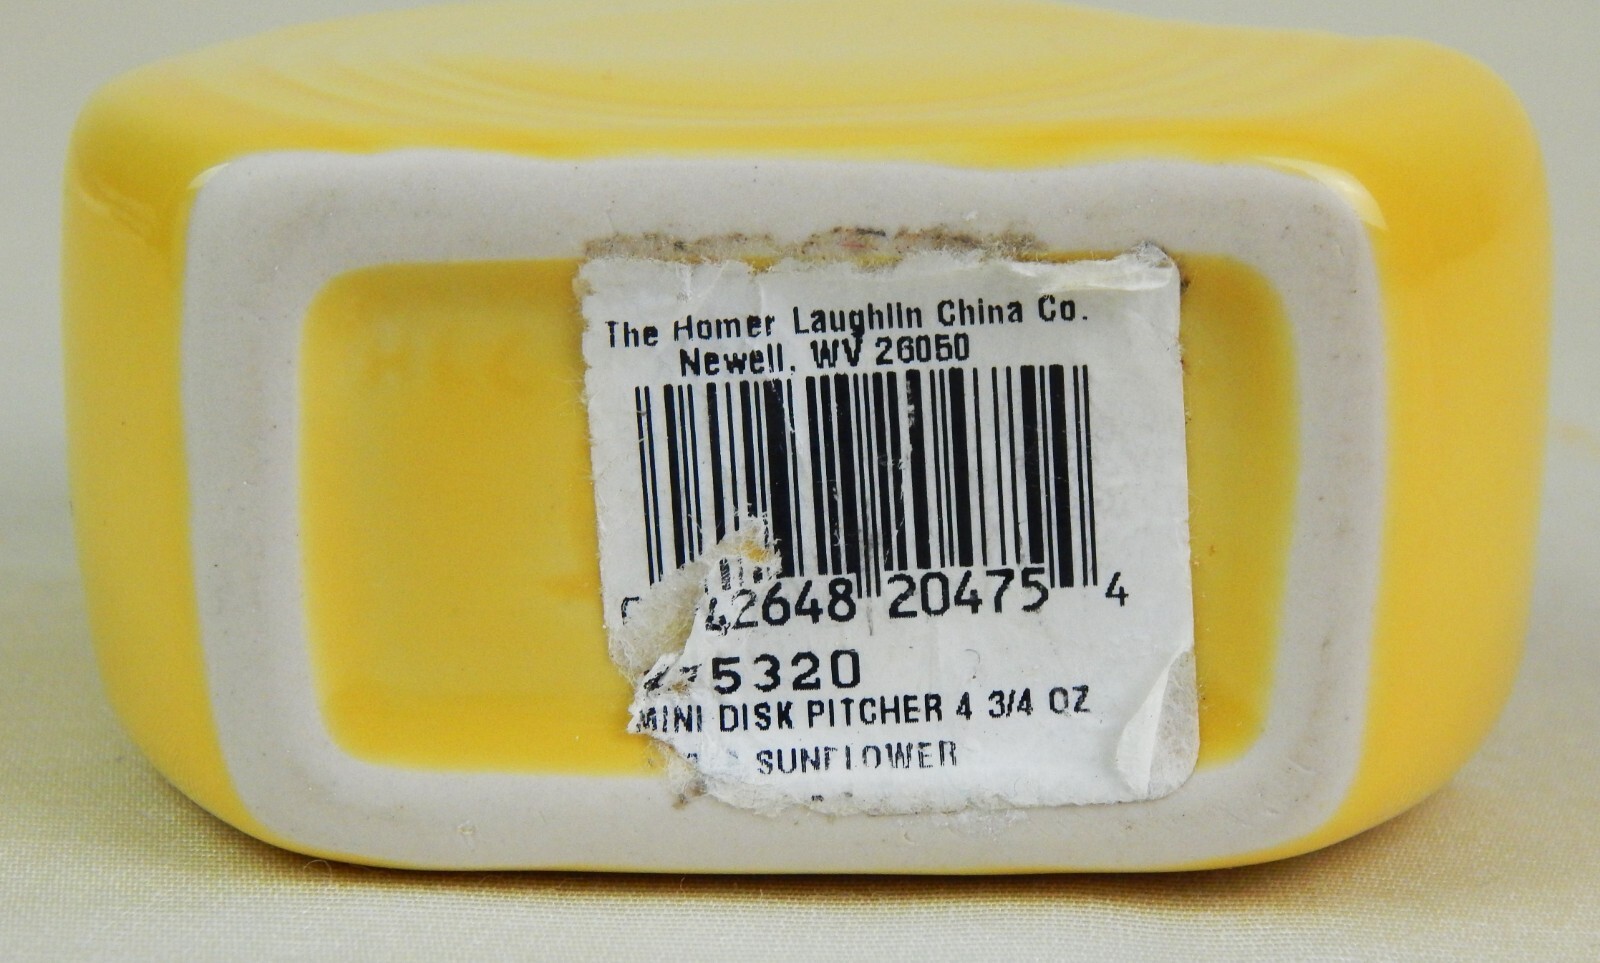 The Homer Laughlin China Co.
Newell, WV 26050
42648 20475 4
5320
MINI DISK PITCHER 4 3/4 OZ
SUNFLOWER